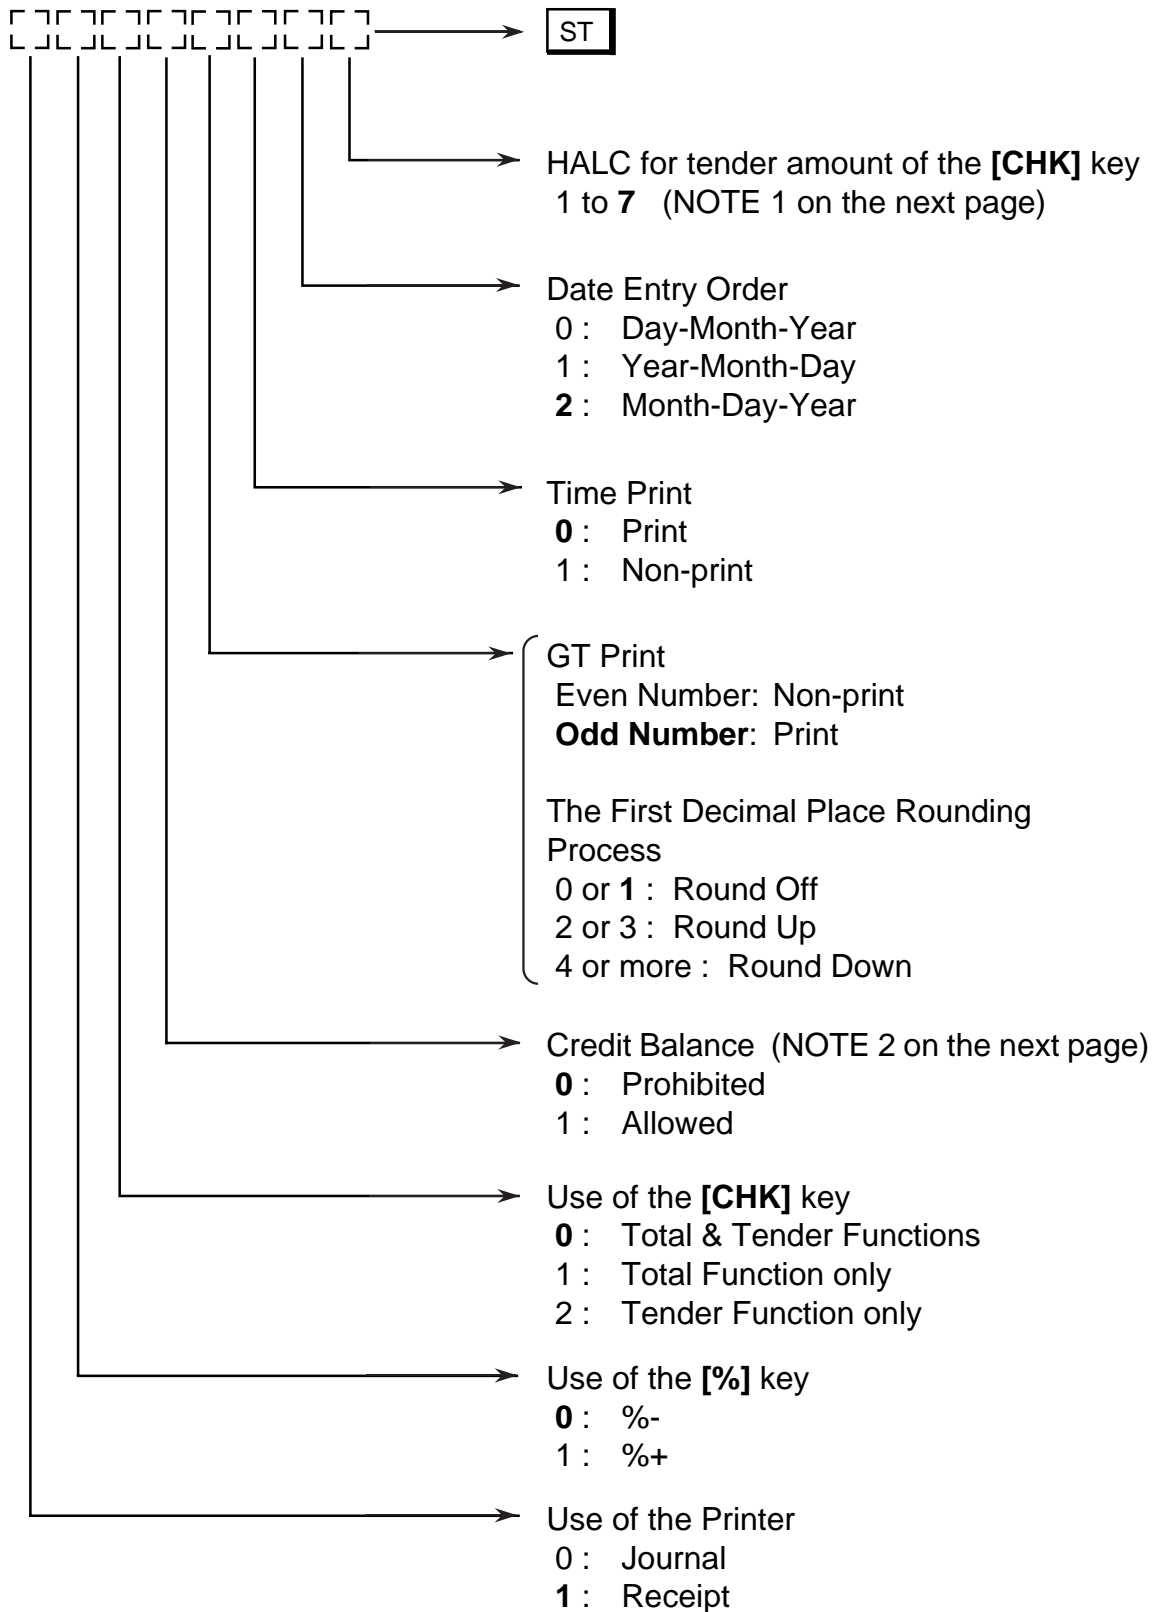 ST
HALC for tender amount of the [CHK] key
1 to 7 (NOTE 1 on the next page)
Date Entry Order
0 : Day-Month-Year
1 : Year-Month-Day
2 : Month-Day-Year
Time Print
0 : Print
1 : Non-print
GT Print
Even Number: Non-print
Odd Number: Print
The First Decimal Place Rounding
Process
0 or 1 : Round Off
2 or 3 : Round Up
4 or more : Round Down
Credit Balance (NOTE 2 on the next page)
0 : Prohibited
1 : Allowed
Use of the [CHK] key
0 : Total & Tender Functions
1 : Total Function only
2 : Tender Function only
Use of the [%] key
0 : %-
1 : %+
Use of the Printer
0 : Journal
1 : Receipt